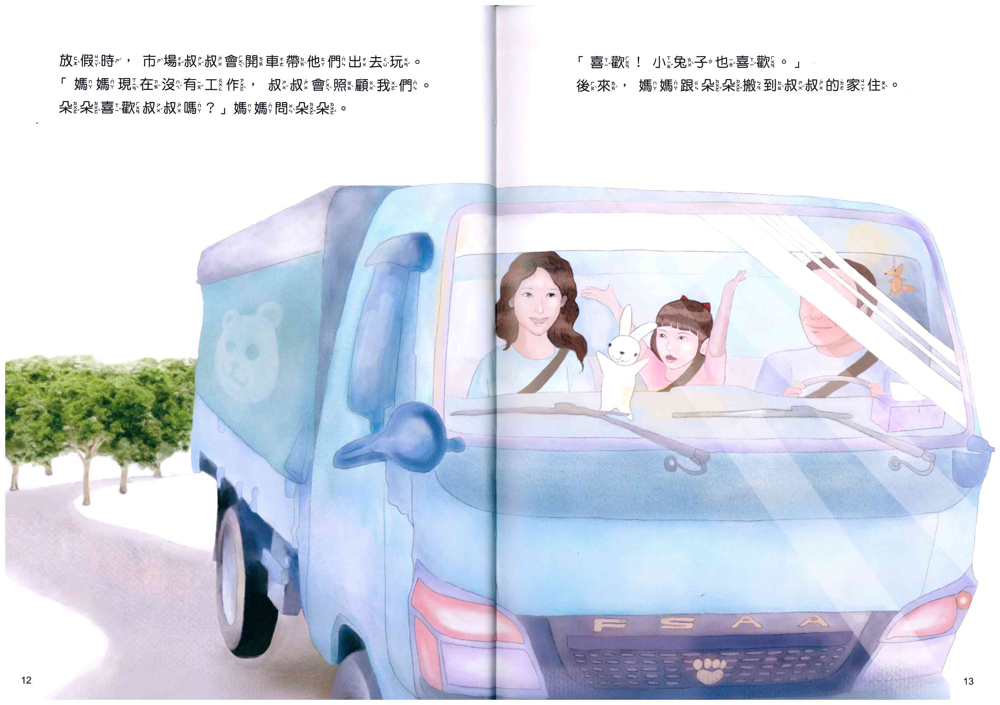 放假時，市場叔叔會開車帶他們出去玩。
「媽媽現在沒有工作，叔叔會照顧我們。
朵朵喜歡叔叔嗎？」媽媽問朵朵。
「喜歡！小兔子也喜歡。」
後來，媽媽跟朵朵搬到叔叔的家住。
FSAA
12
13